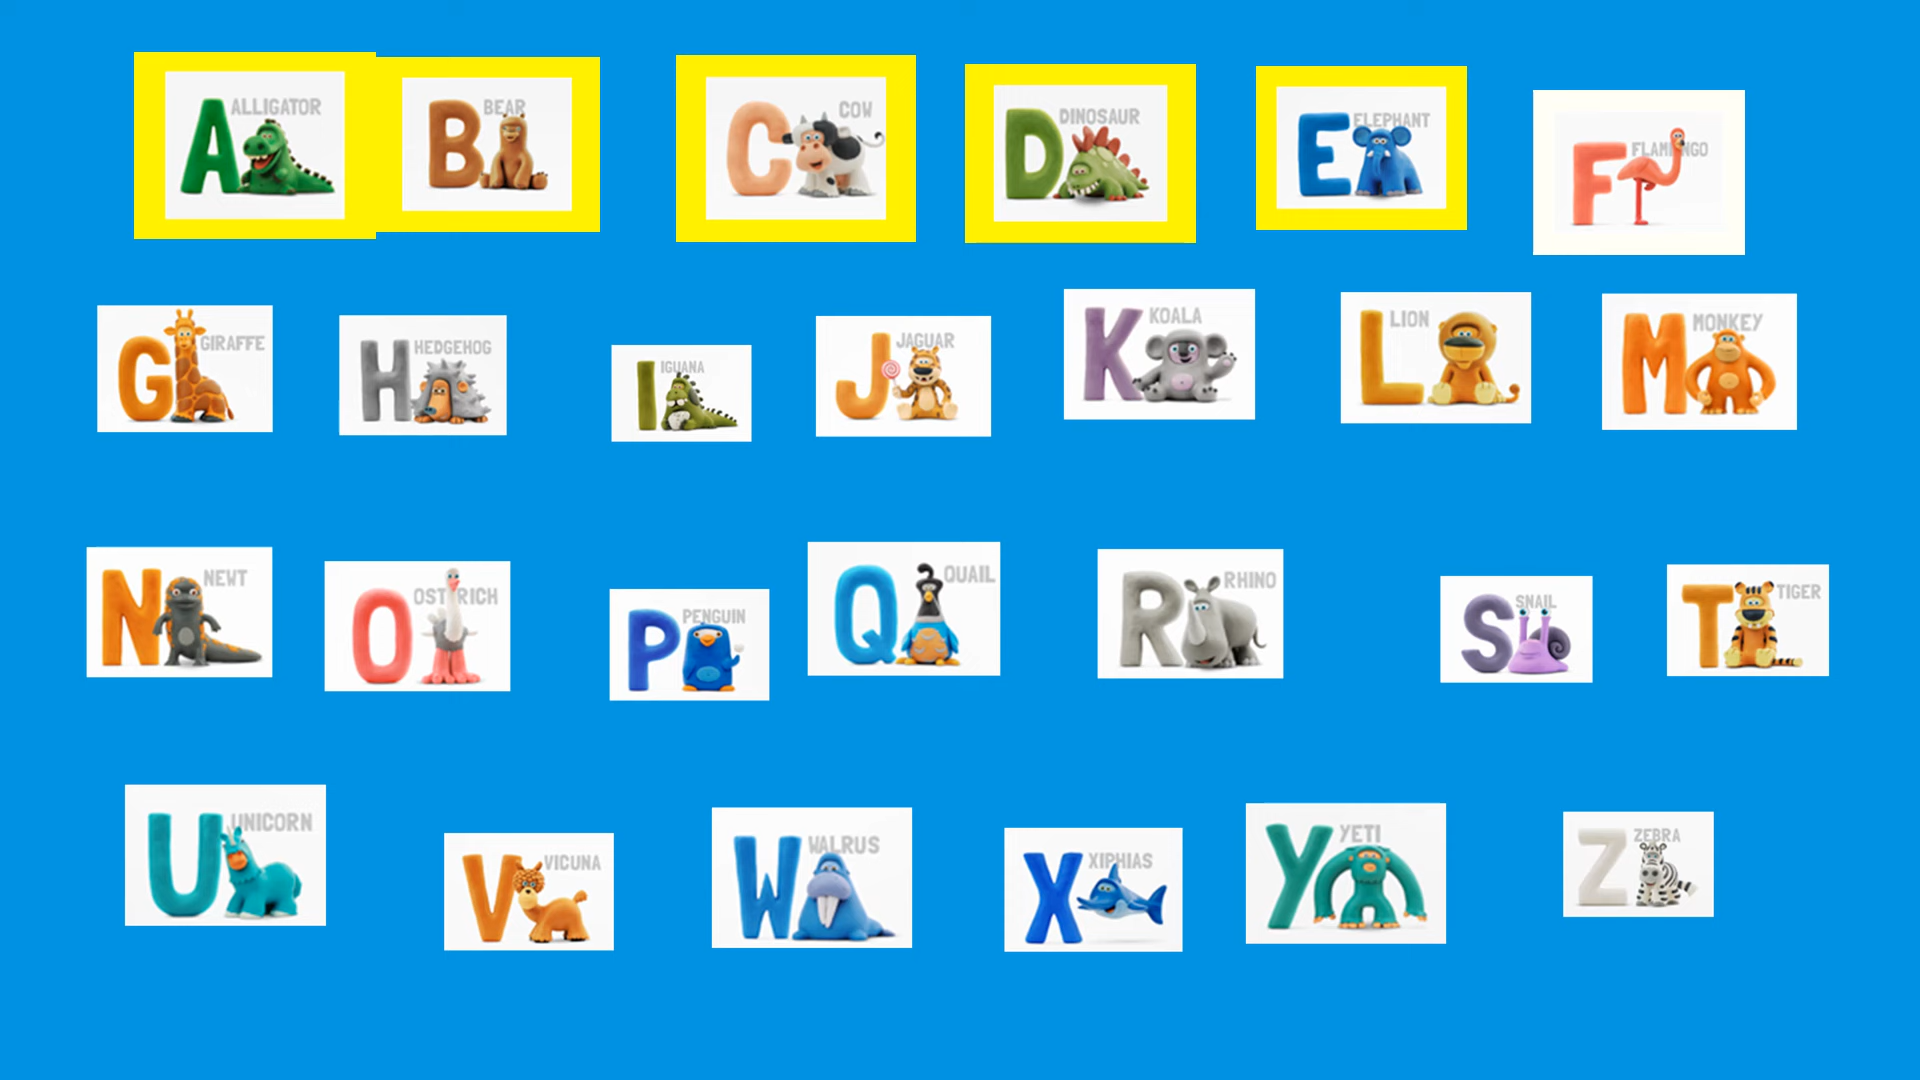 A ALLIGATOR
B BEAR
C COW
D DINOSAUR
E ELEPHANT
F FLAMINGO
G GIRAFFE
H HEDGEHOG
I IGUANA
J JAGUAR
K KOALA
L LION
M MONKEY
N NEWT
O OSTRICH
P PENGUIN
Q QUAIL
R RHINO
S SNAIL
T TIGER
U UNICORN
V VICUNA
W WALRUS
X XIPHIAS
Y YETI
Z ZEBRA